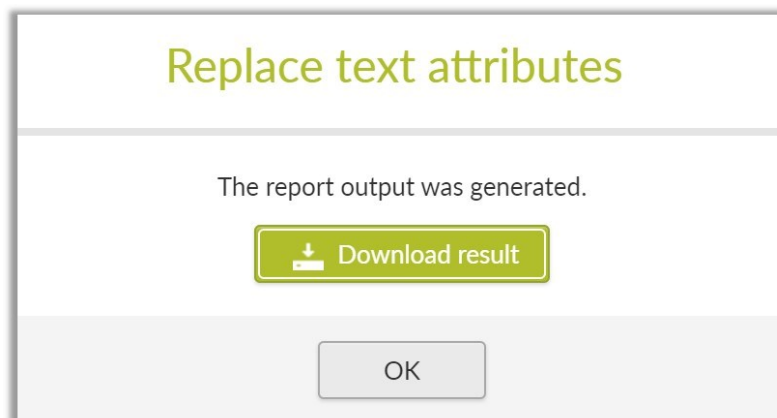 Replace text attributes
The report output was generated.
Download result
OK